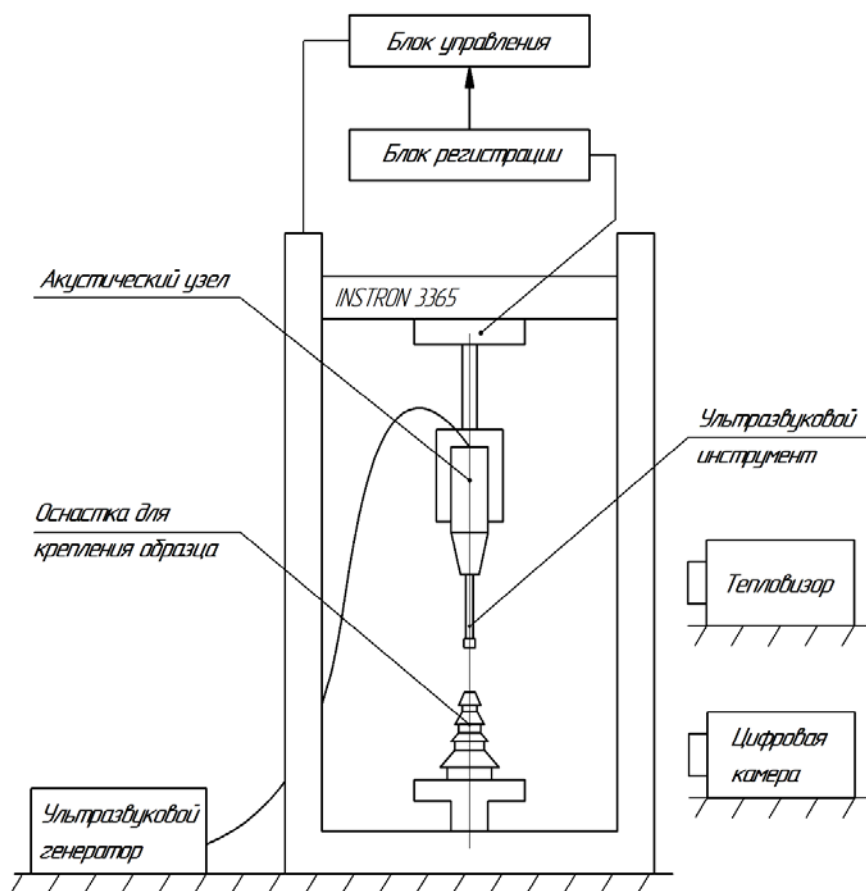 Блок управления
Блок регистрации
Акустический узел
INSTRON 3365
Ультразвуковой
инструмент
Оснастка для
крепления образца
Тепловизор
Цифровая
камера
Ультразвуковой
генератор